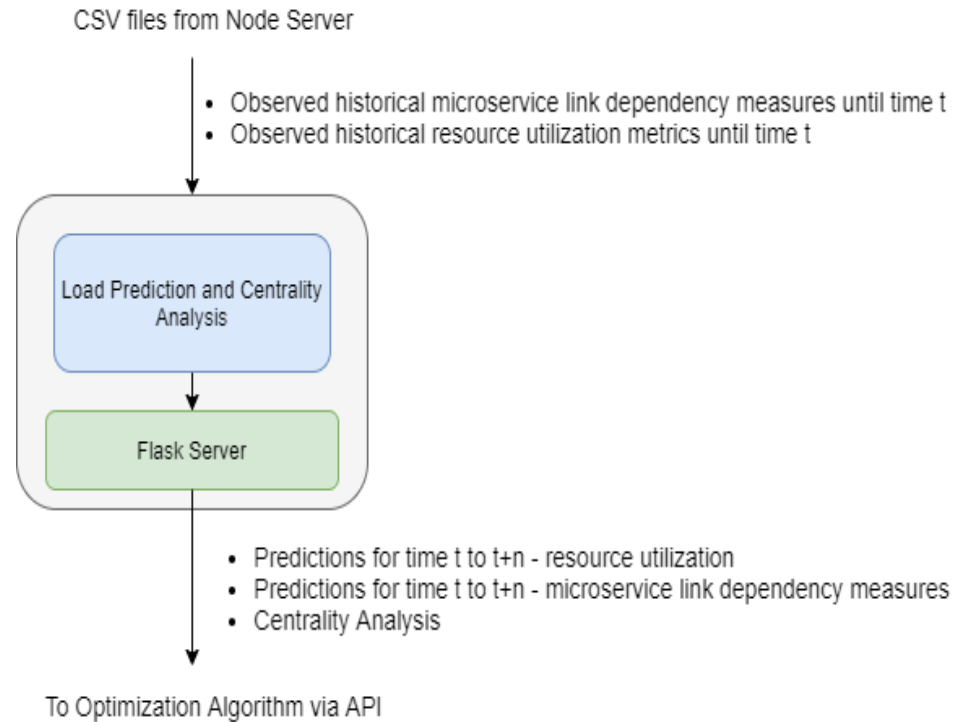 CSV files from Node Server
• Observed historical microservice link dependency measures until time t
• Observed historical resource utilization metrics until time t
Load Prediction and Centrality
Analysis
Flask Server
• Predictions for time t to t+n - resource utilization
• Predictions for time t to t+n - microservice link dependency measures
• Centrality Analysis
To Optimization Algorithm via API